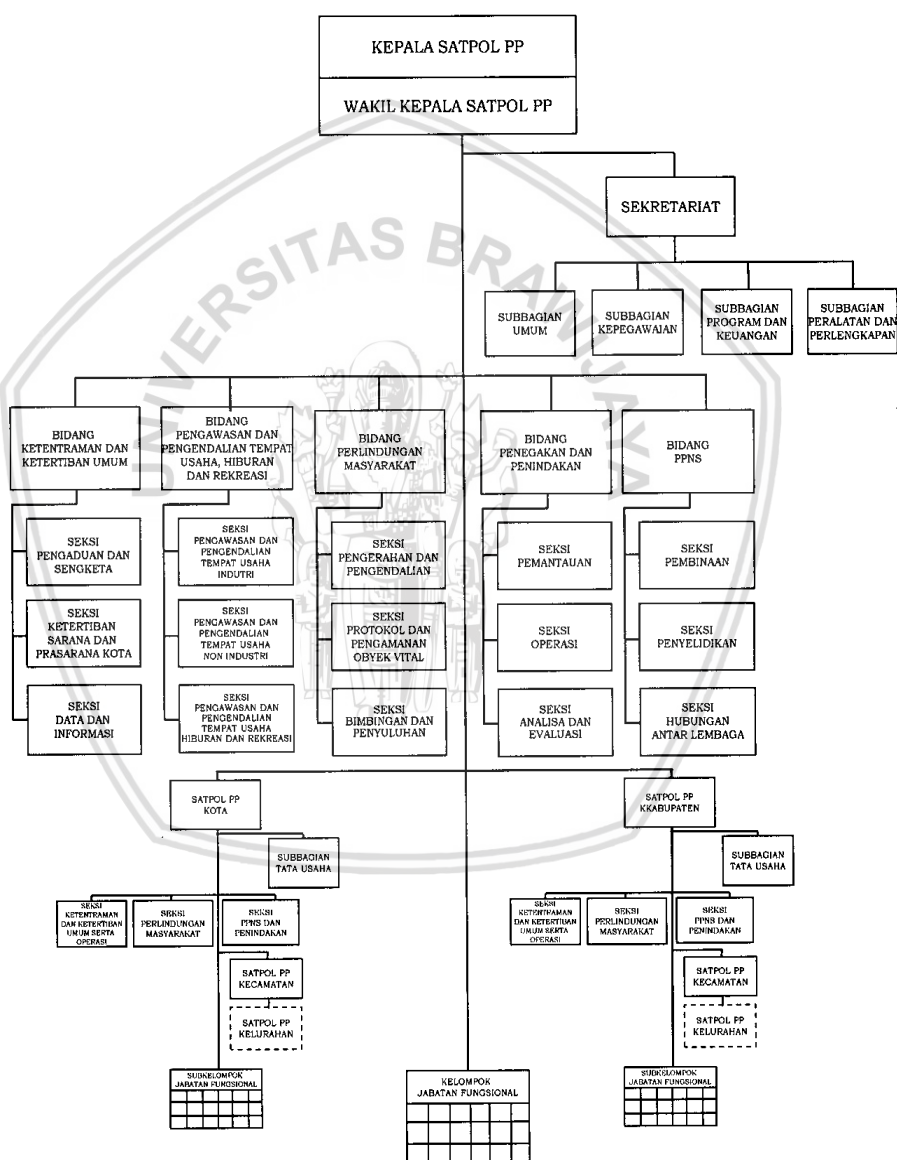 KEPALA SATPOL PP
WAKIL KEPALA SATPOL PP
SEKRETARIAT
SUBBAGIAN
UMUM
SUBBAGIAN
KEPEGAWAIAN
SUBBAGIAN
PROGRAM DAN
KEUANGAN
SUBBAGIAN
PERALATAN DAN
PERLENGKAPAN
UNIVERSITAS BRAWIJAYA
BIDANG
KETENTRAMAN DAN
KETERTIBAN UMUM
BIDANG
PENGAWASAN DAN
PENGENDALIAN TEMPAT
USAHA, HIBURAN
DAN REKREASI
BIDANG
PERLINDUNGAN
MASYARAKAT
BIDANG
PENEGAKAN DAN
PENINDAKAN
BIDANG
PPNS
SEKSI
PENGADUAN DAN
SENGKETA
SEKSI
PENGAWASAN DAN
PENGENDALIAN
TEMPAT USAHA
INDUTRI
SEKSI
PENGERAHAN DAN
PENGENDALIAN
SEKSI
PEMANTAUAN
SEKSI
PEMBINAAN
SEKSI
KETERTIBAN
SARANA DAN
PRASARANA KOTA
SEKSI
PENGAWASAN DAN
PENGENDALIAN
TEMPAT USAHA
NON INDUSTRI
SEKSI
PROTOKOL DAN
PENGAMANAN
OBYEK VITAL
SEKSI
OPERASI
SEKSI
PENYELIDIKAN
SEKSI
DATA DAN
INFORMASI
SEKSI
PENGAWASAN DAN
PENGENDALIAN
TEMPAT USAHA
HIBURAN DAN REKREASI
SEKSI
BIMBINGAN DAN
PENYULUHAN
SEKSI
ANALISA DAN
EVALUASI
SEKSI
HUBUNGAN
ANTAR LEMBAGA
SATPOL PP
KOTA
SATPOL PP
KKABUPATEN
SUBBAGIAN
TATA USAHA
SUBBAGIAN
TATA USAHA
SEKSI
KETENTRAMAN
DAN KETERTIBAN
UMUM SERTA
OPERASI
SEKSI
PERLINDUNGAN
MASYARAKAT
SEKSI
PPNS DAN
PENINDAKAN
SEKSI
KETENTRAMAN
DAN KETERTIBAN
UMUM SERTA
OPERASI
SEKSI
PERLINDUNGAN
MASYARAKAT
SEKSI
PPNS DAN
PENINDAKAN
SATPOL PP
KECAMATAN
SATPOL PP
KECAMATAN
SATPOL PP
KELURAHAN
SATPOL PP
KELURAHAN
SUBKELOMPOK
JABATAN FUNGSIONAL
KELOMPOK
JABATAN FUNGSIONAL
SUBKELOMPOK
JABATAN FUNGSIONAL